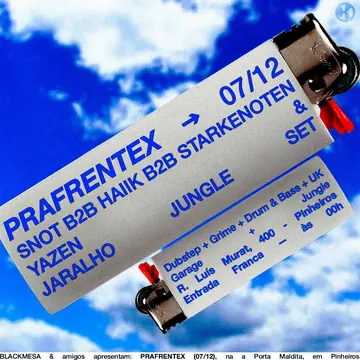 PRAFRENTEX → 07/12
SNOT B2B HAIIK B2B STARKENOTEN &
YAZEN JUNGLE SET
JARALHO
Dubstep + Grime + Drum & Bass + UK
Garage + Jungle
R. Luís Murat, 400 - Pinheiros
Entrada Franca — às 00h
BLACKMESA & amigos apresentam: PRAFRENTEX (07/12), na a Porta Maldita, em Pinheiros